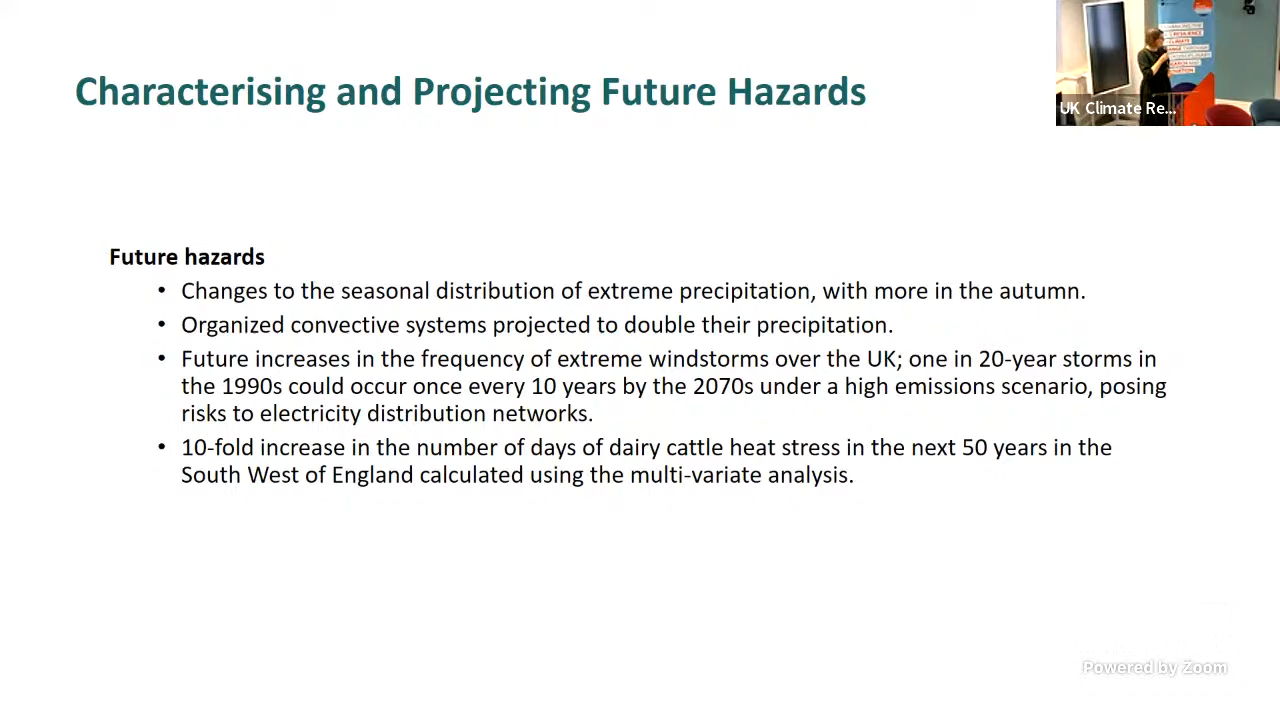 Characterising and Projecting Future Hazards
UK Climate Re...
Future hazards
• Changes to the seasonal distribution of extreme precipitation, with more in the autumn.
• Organized convective systems projected to double their precipitation.
• Future increases in the frequency of extreme windstorms over the UK; one in 20-year storms in
the 1990s could occur once every 10 years by the 2070s under a high emissions scenario, posing
risks to electricity distribution networks.
• 10-fold increase in the number of days of dairy cattle heat stress in the next 50 years in the
South West of England calculated using the multi-variate analysis.
Powered by Zoom